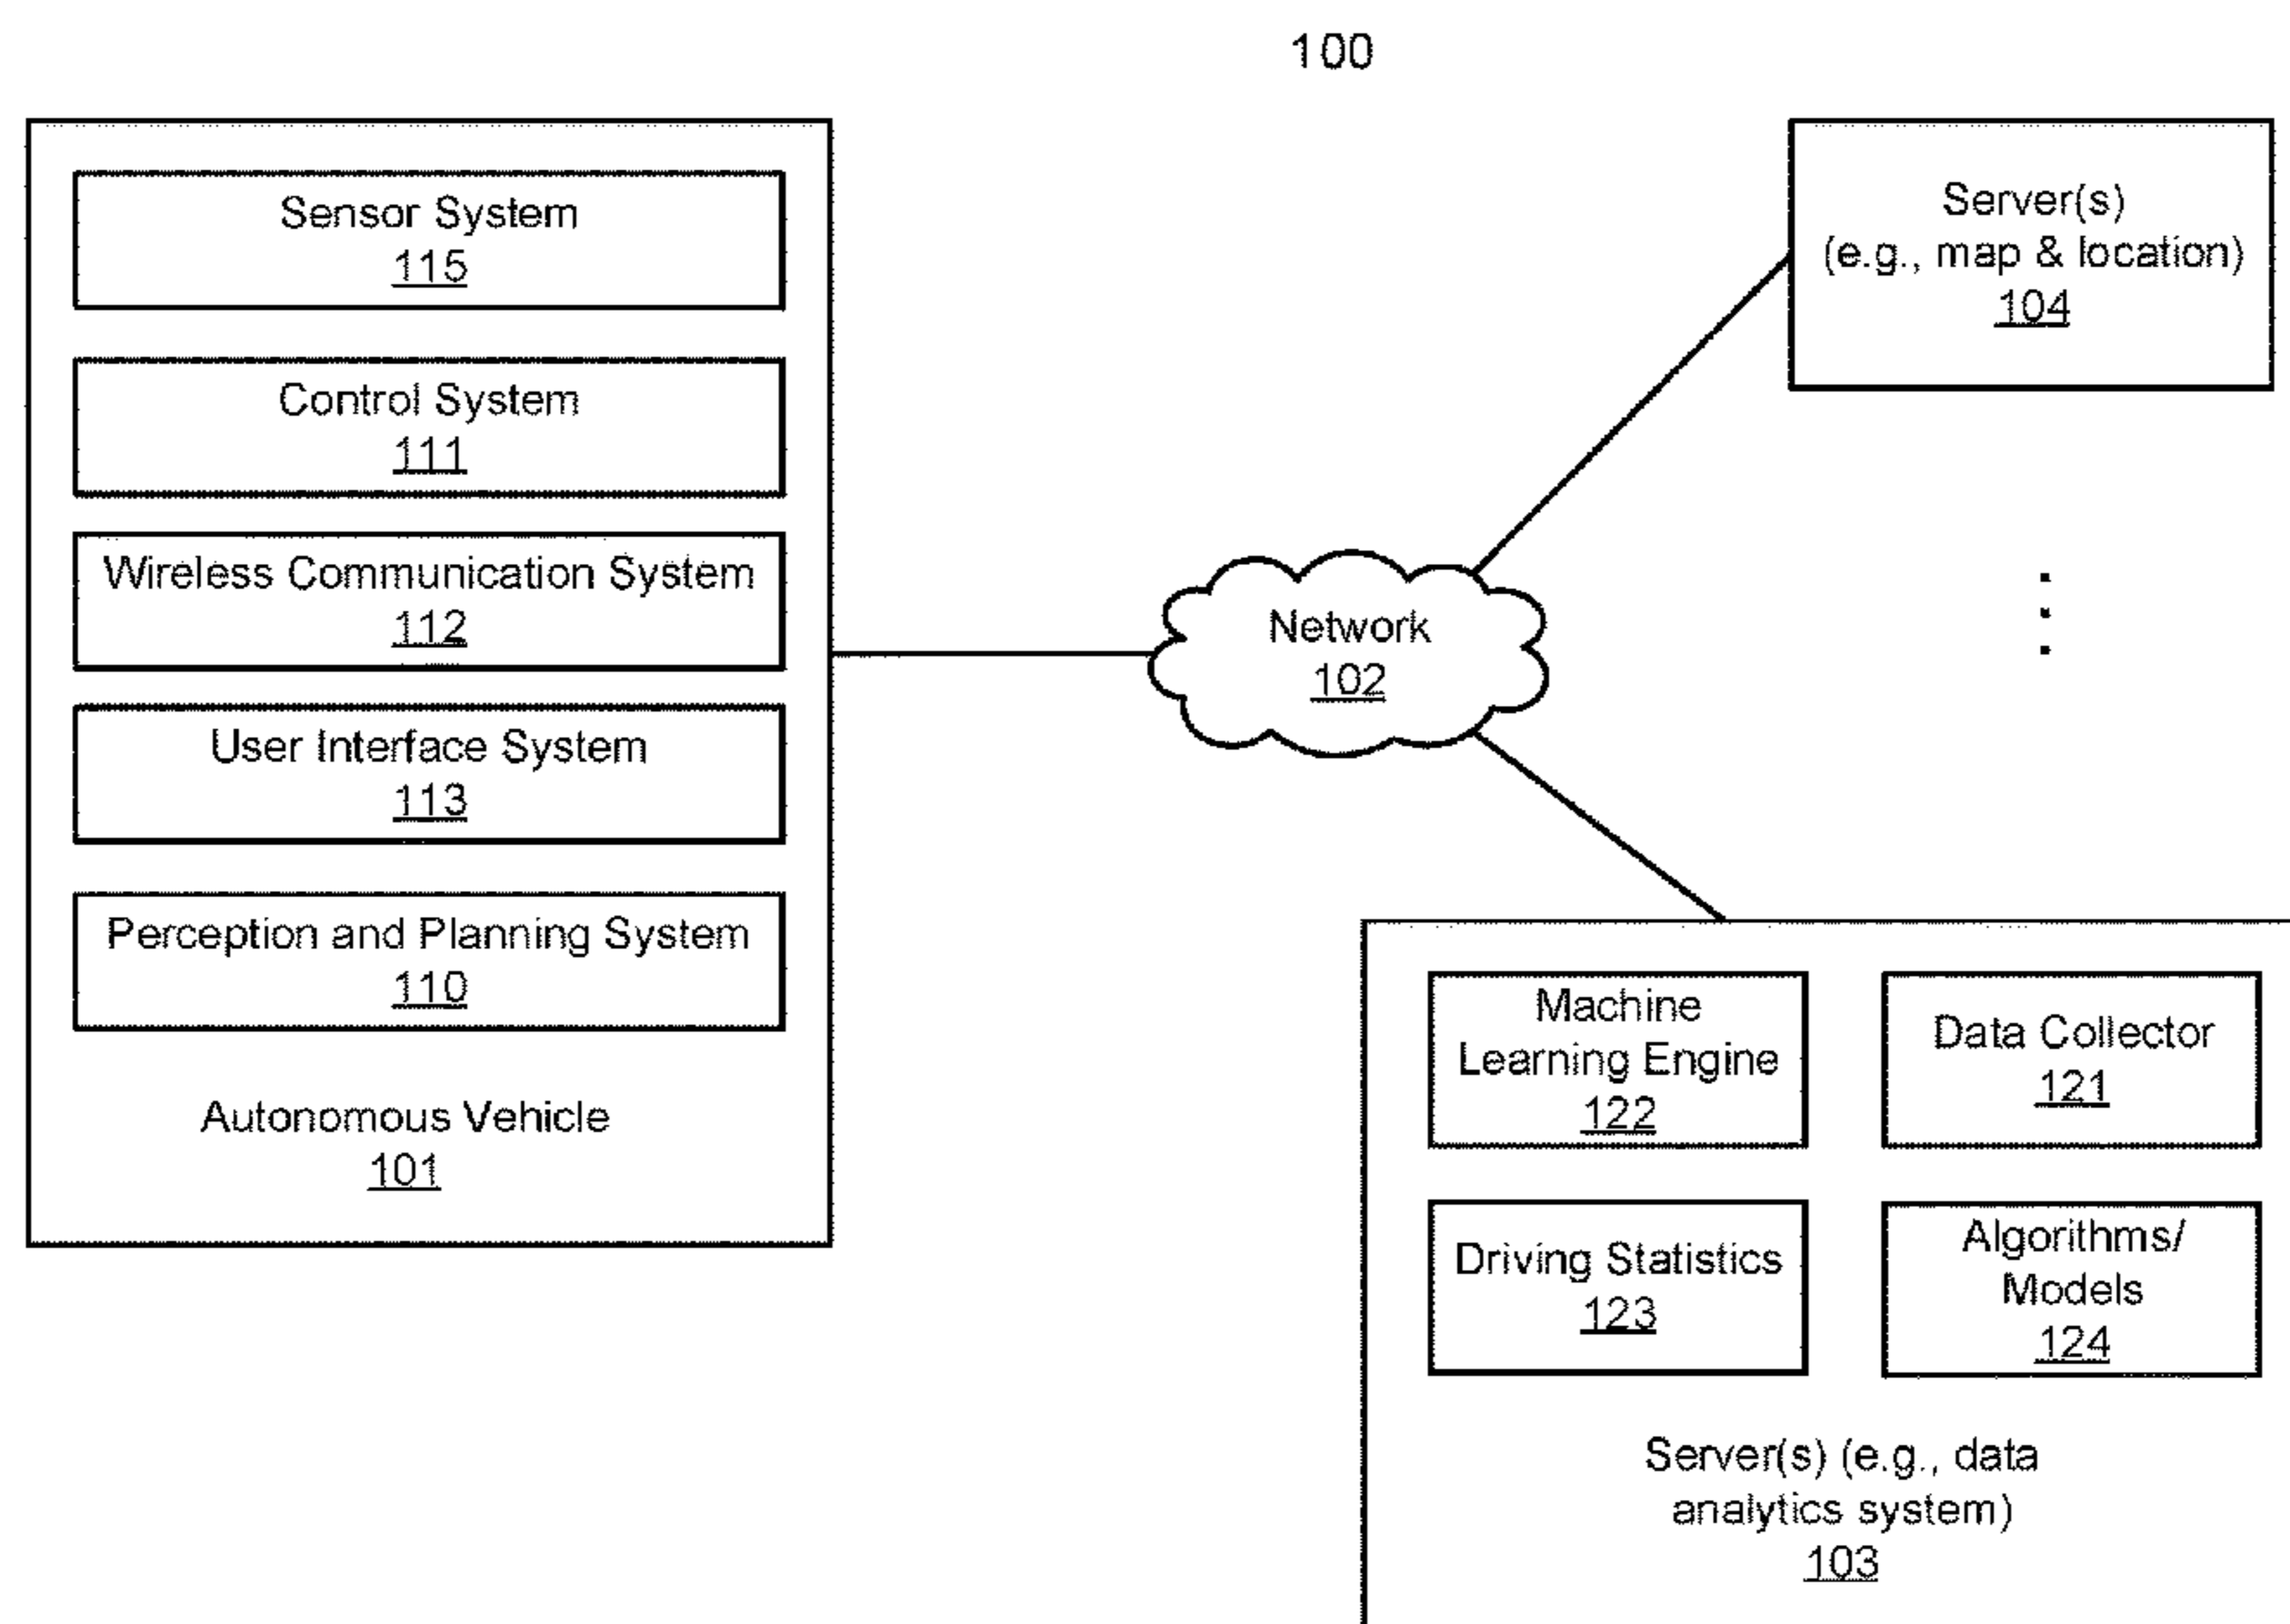 100
Sensor System
115
Control System
111
Wireless Communication System
112
User Interface System
113
Perception and Planning System
110
Autonomous Vehicle
101
Network
102
Server(s)
(e.g., map & location)
104
Machine
Learning Engine
122
Data Collector
121
Driving Statistics
123
Algorithms/
Models
124
Server(s) (e.g., data
analytics system)
103